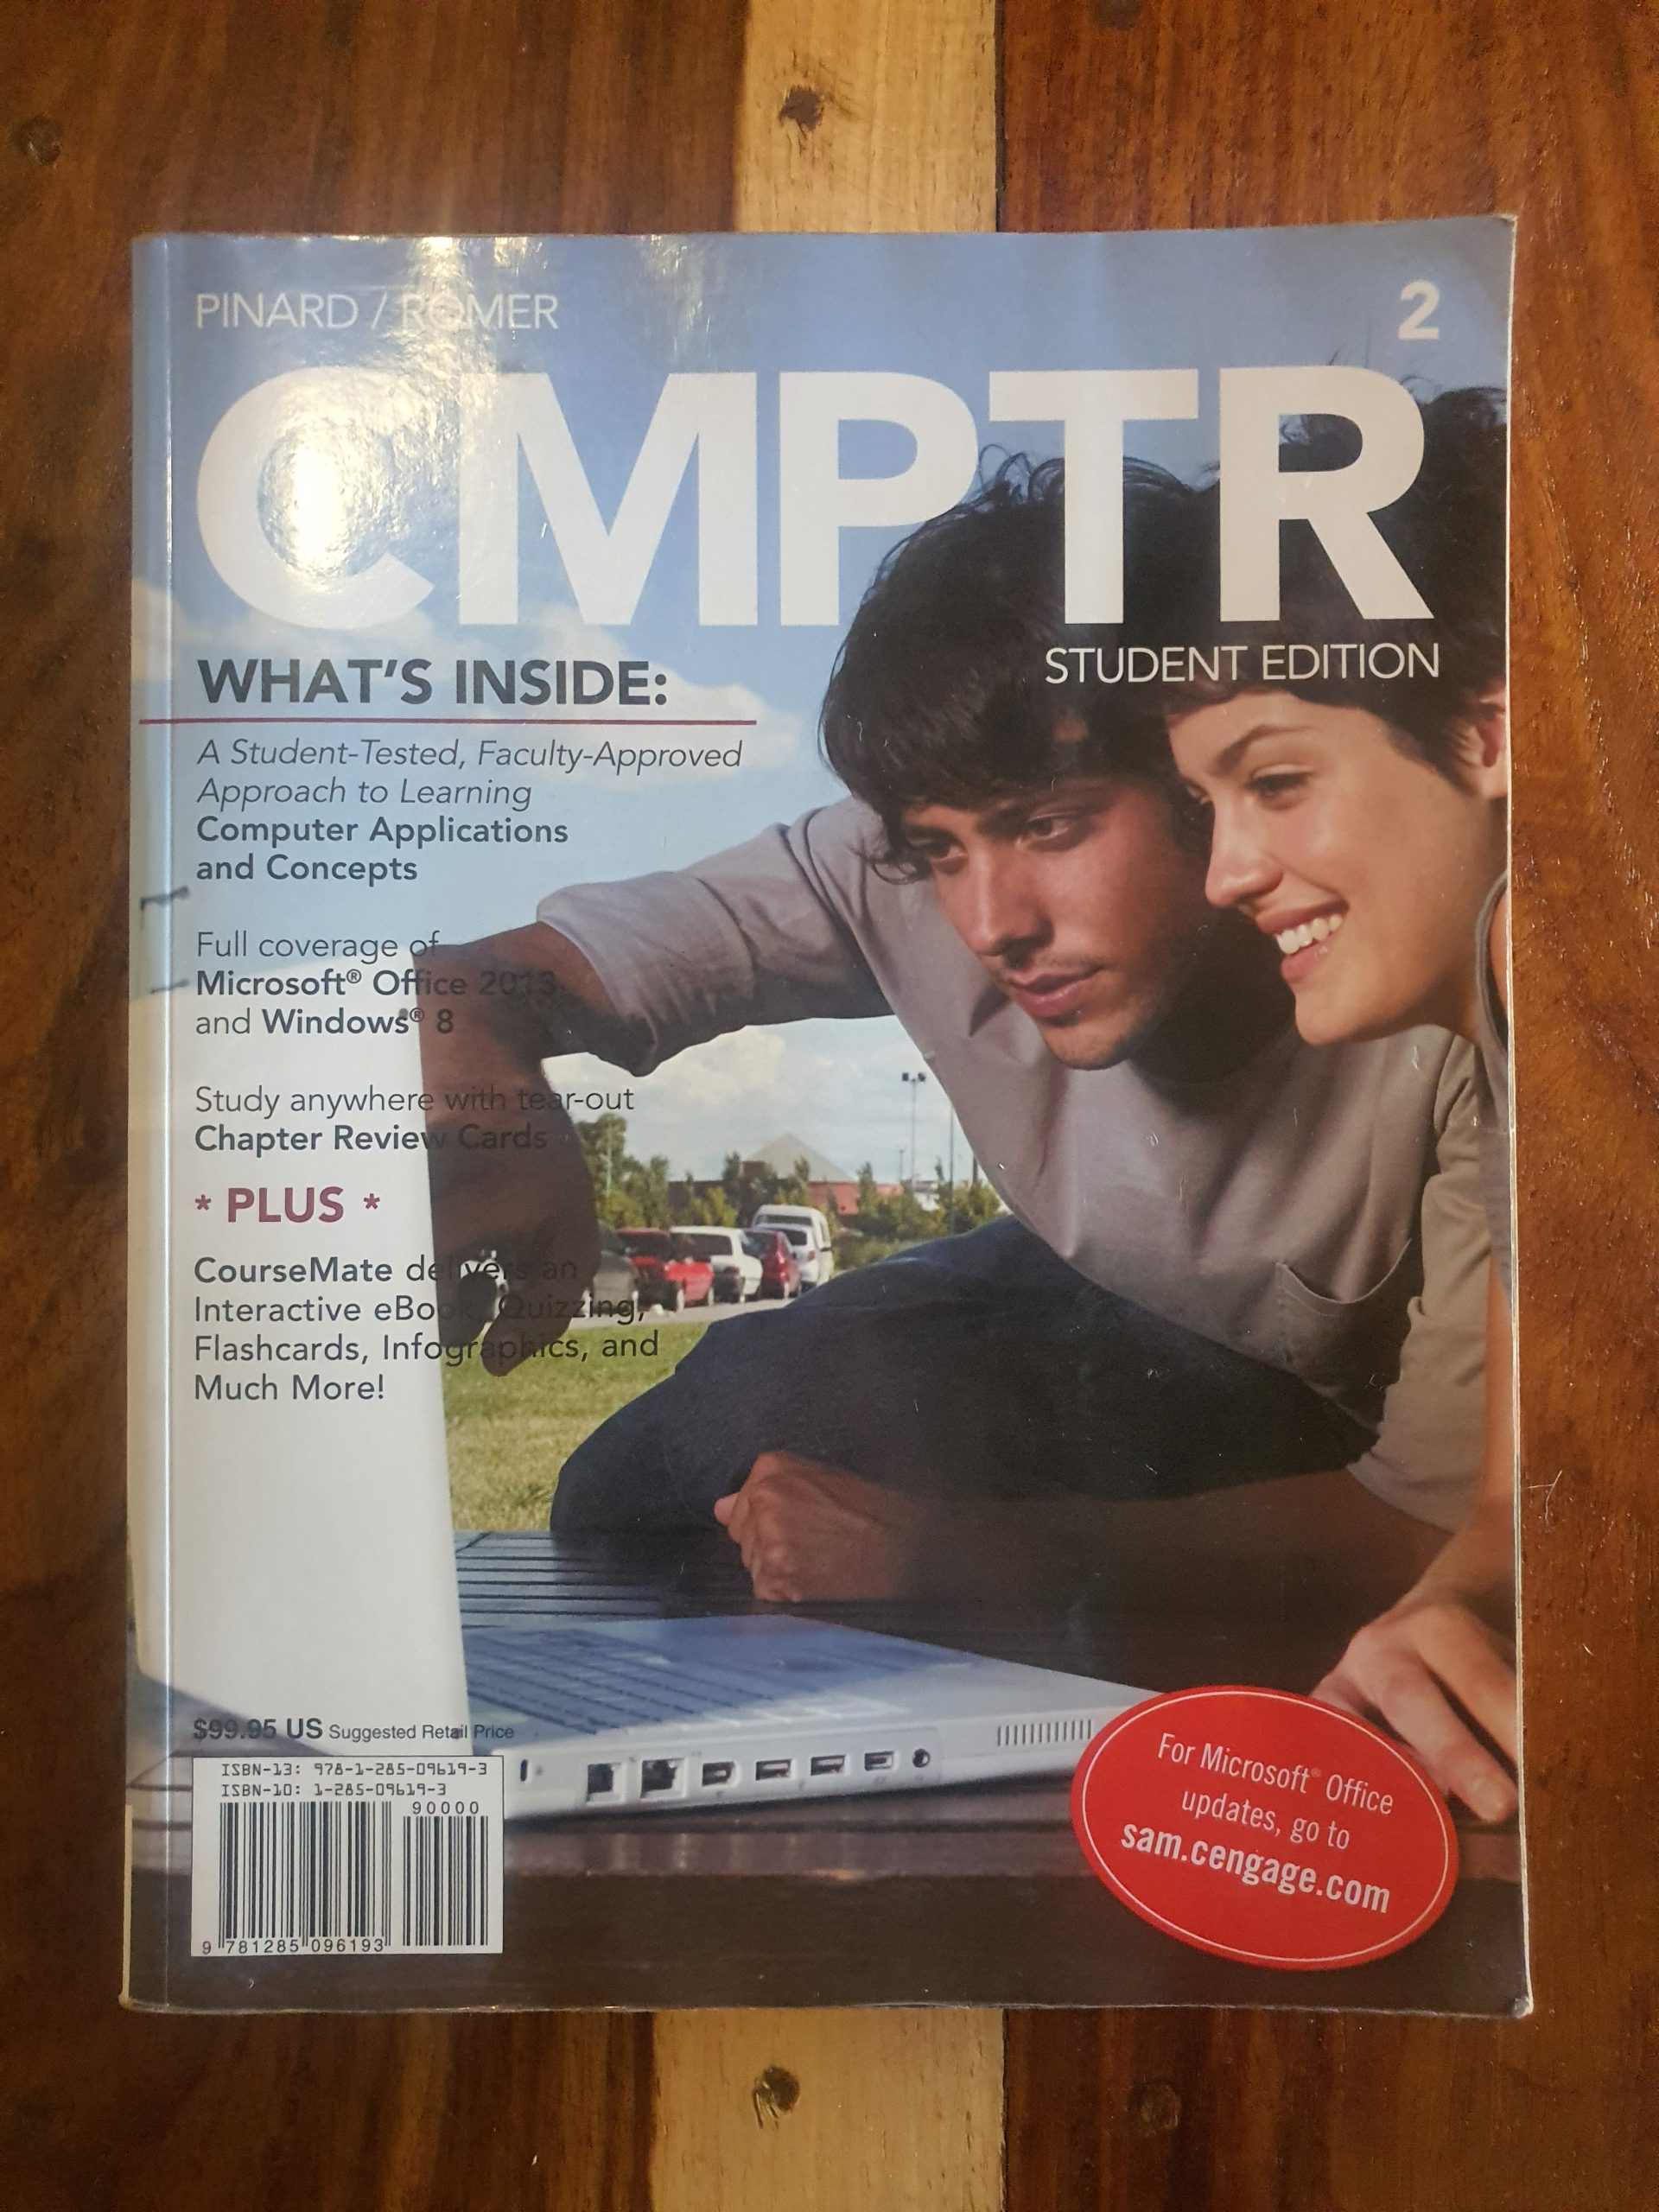 PINARD / ROMER
2
CMPTR
STUDENT EDITION
WHAT'S INSIDE:
A Student-Tested, Faculty-Approved
Approach to Learning
Computer Applications
and Concepts
Full coverage of
Microsoft® Office 2013
and Windows® 8
Study anywhere with tear-out
Chapter Review Cards
* PLUS *
CourseMate delivers an
Interactive eBook, Quizzing,
Flashcards, Infographics, and
Much More!
$99.95 US Suggested Retail Price
ISBN-13: 978-1-285-09619-3
ISBN-10: 1-285-09619-3
90000
9 781285 096193
For Microsoft® Office
updates, go to
sam.cengage.com